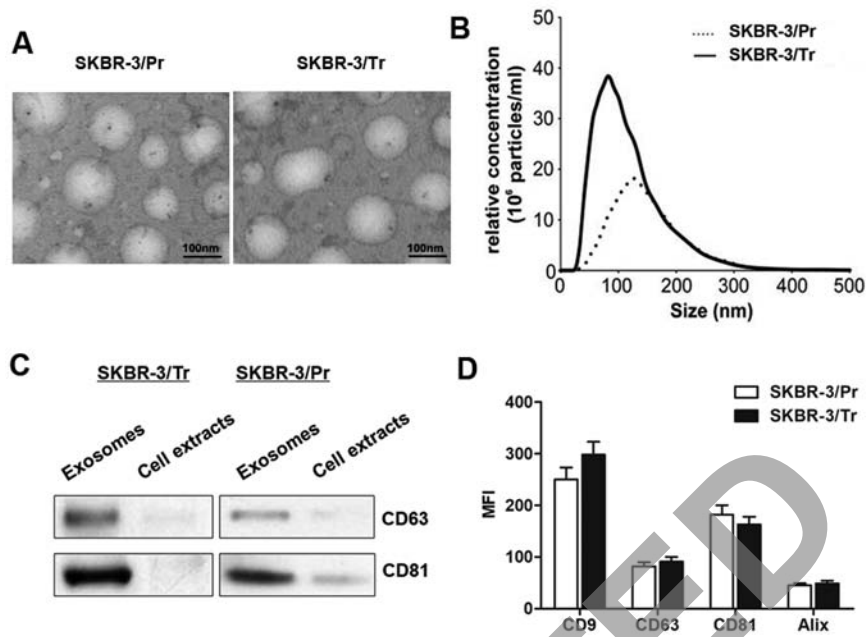 A
SKBR-3/Pr
SKBR-3/Tr
100nm
100nm
B
SKBR-3/Pr
SKBR-3/Tr
relative concentration
(10⁶ particles/ml)
50
40
30
20
10
0
0 100 200 300 400 500
Size (nm)
C
SKBR-3/Tr SKBR-3/Pr
Exosomes Cell extracts Exosomes Cell extracts
CD63
CD81
D
SKBR-3/Pr
SKBR-3/Tr
MFI
400
300
200
100
0
CD9 CD63 CD81 Alix